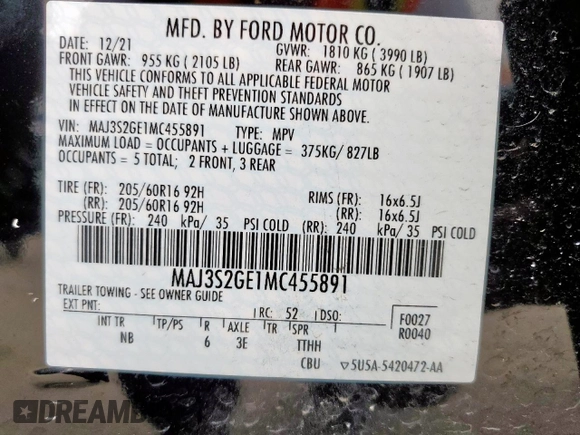 MFD. BY FORD MOTOR CO.
DATE: 12/21 GVWR: 1810 KG ( 3990 LB)
FRONT GAWR: 955 KG ( 2105 LB) REAR GAWR: 865 KG ( 1907 LB)
THIS VEHICLE CONFORMS TO ALL APPLICABLE FEDERAL MOTOR
VEHICLE SAFETY AND THEFT PREVENTION STANDARDS
IN EFFECT ON THE DATE OF MANUFACTURE SHOWN ABOVE.
VIN: MAJ3S2GE1MC455891 TYPE: MPV
MAXIMUM LOAD = OCCUPANTS + LUGGAGE = 375KG/ 827LB
OCCUPANTS = 5 TOTAL; 2 FRONT, 3 REAR
TIRE (FR): 205/60R16 92H RIMS (FR): 16x6.5J
(RR): 205/60R16 92H (RR): 16x6.5J
PRESSURE (FR): 240 kPa/ 35 PSI COLD (RR): 240 kPa/ 35 PSI COLD
MAJ3S2GE1MC455891
TRAILER TOWING - SEE OWNER GUIDE
EXT PNT: RC: 52 DSO: F0027
INT TR TP/PS R AXLE TR SPR R0040
NB 6 3E TTHH
CBU ▽5U5A-5420472-AA
DREAMB